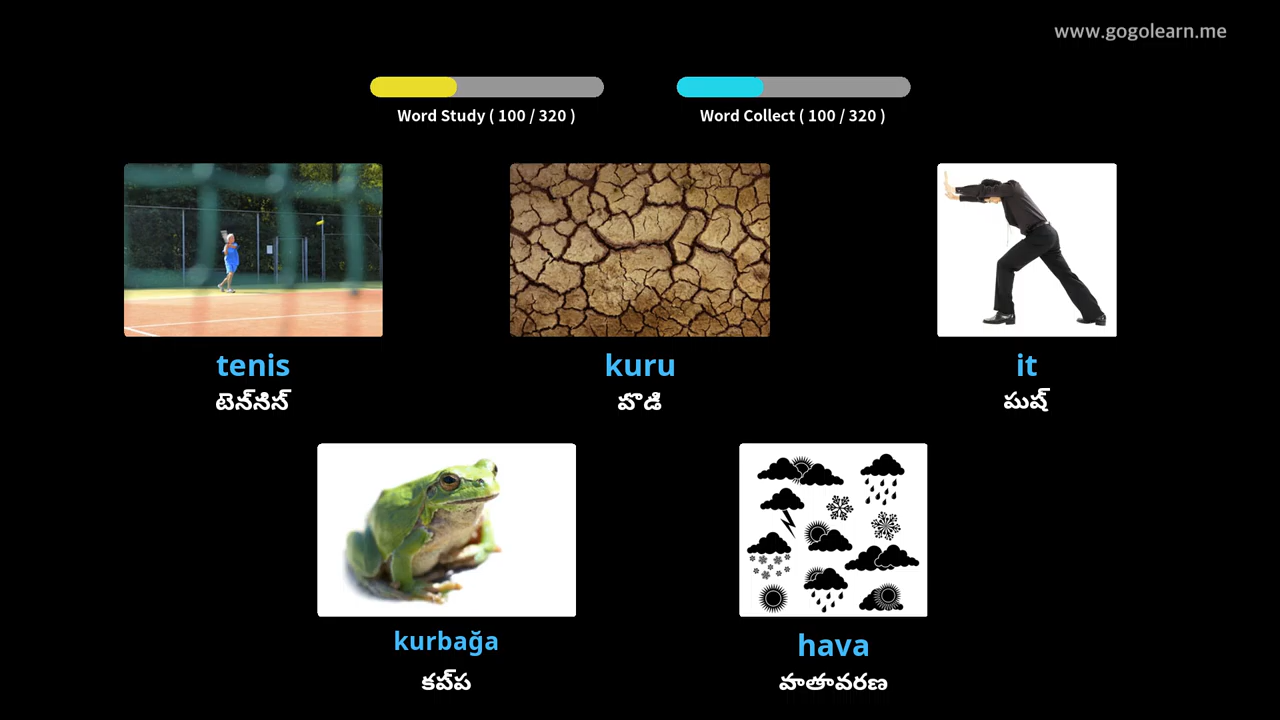 www.gogolearn.me
Word Study ( 100 / 320 )
Word Collect ( 100 / 320 )
tenis
టెన్నిస్
kuru
పొడి
it
పుష్
kurbağa
కప్ప
hava
వాతావరణ